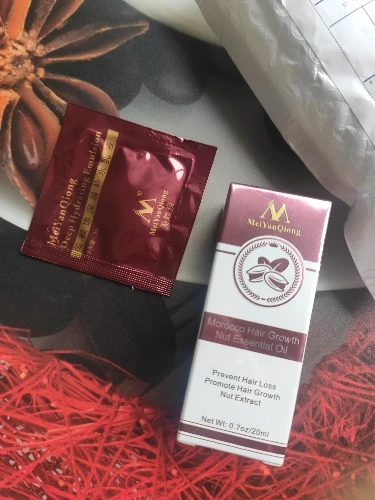 MeiYanQiong
Deep Hydrating Emulsion
MeiYanQiong
MeiYanQiong
Morocco Hair Growth
Nut Essential Oil
Prevent Hair Loss
Promote Hair Growth
Nut Extract
Net Wt: 0.7oz/20ml